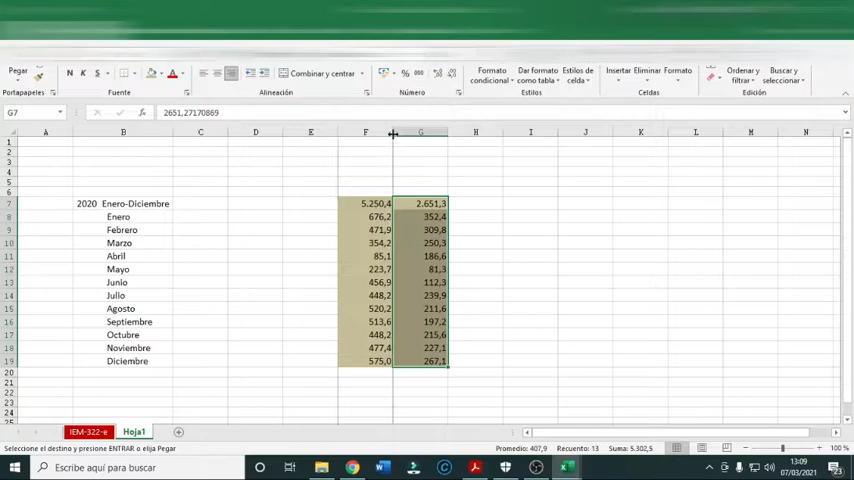 Pegar N K S A Combinar y centrar % 000 Formato Dar formato Estilos de Insertar Eliminar Formato Ordenar y Buscar y
condicional como tabla celda filtrar seleccionar
Portapapeles Fuente Alineación Número Estilos Celdas Edición
G7 fx 2651,27170869
A B C D E F G H I J K L M N
1
2
3
4
5
6
7 2020 Enero-Diciembre 5.250,4 2.651,3
8 Enero 676,2 352,4
9 Febrero 471,9 309,8
10 Marzo 354,2 250,3
11 Abril 85,1 186,6
12 Mayo 223,7 81,3
13 Junio 456,9 112,3
14 Julio 448,2 239,9
15 Agosto 520,2 211,6
16 Septiembre 513,6 197,2
17 Octubre 448,2 215,6
18 Noviembre 477,4 227,1
19 Diciembre 575,0 267,1
20
21
22
23
24
25
IEM-322-e Hoja1
Seleccione el destino y presione ENTRAR o elija Pegar Promedio: 407,9 Recuento: 13 Suma: 5.302,5 100 %
Escribe aquí para buscar 13:09
07/03/2021 23